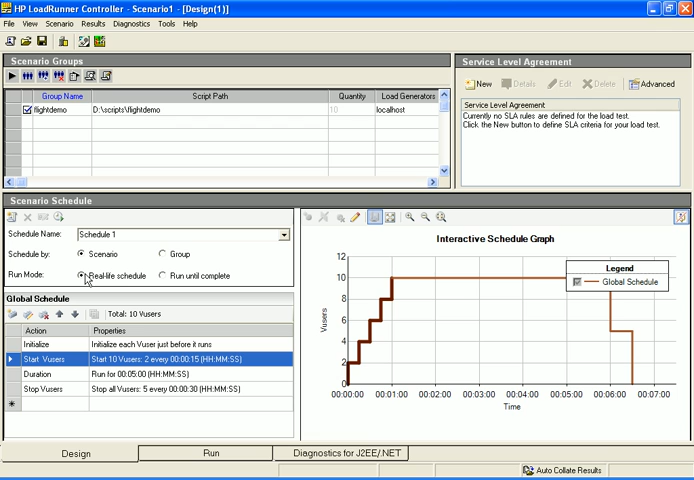 HP LoadRunner Controller - Scenario1 - [Design(1)]
File View Scenario Results Diagnostics Tools Help
Scenario Groups
Group Name Script Path Quantity Load Generators
flightdemo D:\scripts\flightdemo 10 localhost
Service Level Agreement
New Details Edit Delete Advanced
Service Level Agreement
Currently no SLA rules are defined for the load test.
Click the New button to define SLA criteria for your load test.
Scenario Schedule
Schedule Name: Schedule 1
Schedule by: Scenario Group
Run Mode: Real-life schedule Run until complete
Global Schedule
Total: 10 Vusers
Action Properties
Initialize Initialize each Vuser just before it runs
Start Vusers Start 10 Vusers: 2 every 00:00:15 (HH:MM:SS)
Duration Run for 00:05:00 (HH:MM:SS)
Stop Vusers Stop all Vusers: 5 every 00:00:30 (HH:MM:SS)
Interactive Schedule Graph
Legend
Global Schedule
Vusers
12
10
8
6
4
2
0
00:00:00 00:01:00 00:02:00 00:03:00 00:04:00 00:05:00 00:06:00 00:07:00
Time
Design Run Diagnostics for J2EE/.NET
Auto Collate Results